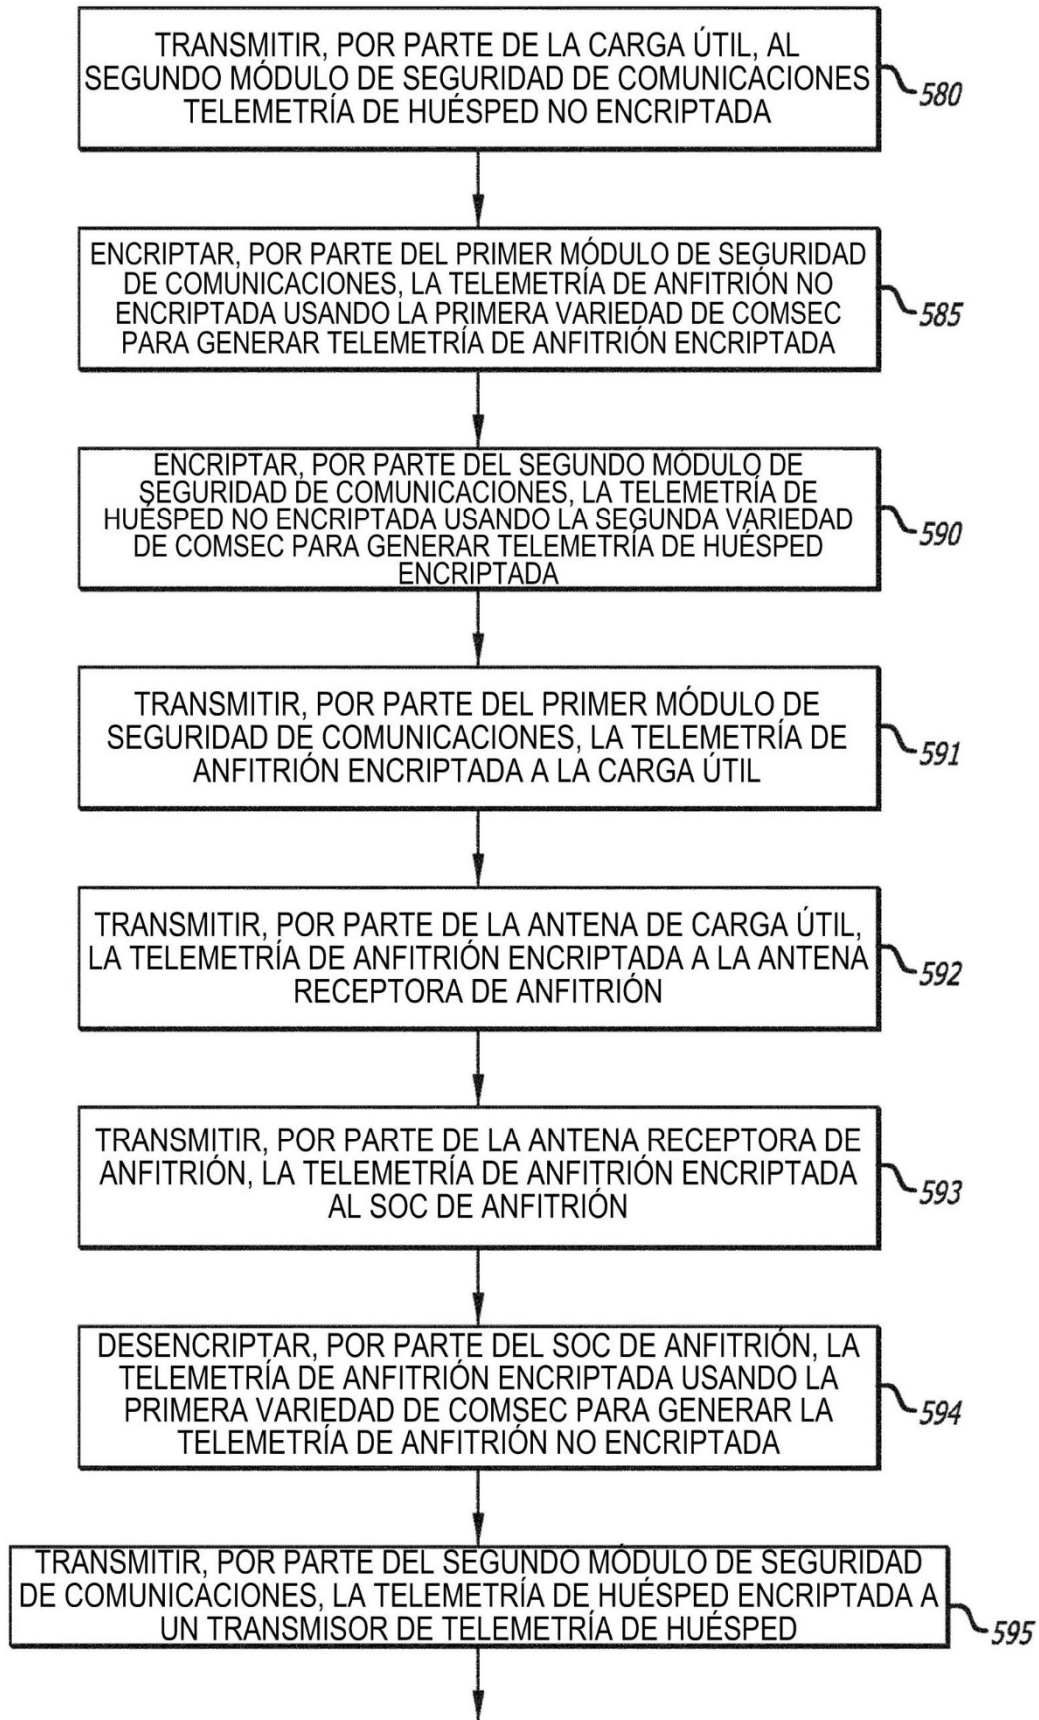 TRANSMITIR, POR PARTE DE LA CARGA ÚTIL, AL
SEGUNDO MÓDULO DE SEGURIDAD DE COMUNICACIONES
TELEMETRÍA DE HUÉSPED NO ENCRIPTADA
580
ENCRIPTAR, POR PARTE DEL PRIMER MÓDULO DE SEGURIDAD
DE COMUNICACIONES, LA TELEMETRÍA DE ANFITRIÓN NO
ENCRIPTADA USANDO LA PRIMERA VARIEDAD DE COMSEC
PARA GENERAR TELEMETRÍA DE ANFITRIÓN ENCRIPTADA
585
ENCRIPTAR, POR PARTE DEL SEGUNDO MÓDULO DE
SEGURIDAD DE COMUNICACIONES, LA TELEMETRÍA DE
HUÉSPED NO ENCRIPTADA USANDO LA SEGUNDA VARIEDAD
DE COMSEC PARA GENERAR TELEMETRÍA DE HUÉSPED
ENCRIPTADA
590
TRANSMITIR, POR PARTE DEL PRIMER MÓDULO DE
SEGURIDAD DE COMUNICACIONES, LA TELEMETRÍA DE
ANFITRIÓN ENCRIPTADA A LA CARGA ÚTIL
591
TRANSMITIR, POR PARTE DE LA ANTENA DE CARGA ÚTIL,
LA TELEMETRÍA DE ANFITRIÓN ENCRIPTADA A LA ANTENA
RECEPTORA DE ANFITRIÓN
592
TRANSMITIR, POR PARTE DE LA ANTENA RECEPTORA DE
ANFITRIÓN, LA TELEMETRÍA DE ANFITRIÓN ENCRIPTADA
AL SOC DE ANFITRIÓN
593
DESENCRIPTAR, POR PARTE DEL SOC DE ANFITRIÓN, LA
TELEMETRÍA DE ANFITRIÓN ENCRIPTADA USANDO LA
PRIMERA VARIEDAD DE COMSEC PARA GENERAR LA
TELEMETRÍA DE ANFITRIÓN NO ENCRIPTADA
594
TRANSMITIR, POR PARTE DEL SEGUNDO MÓDULO DE SEGURIDAD
DE COMUNICACIONES, LA TELEMETRÍA DE HUÉSPED ENCRIPTADA A
UN TRANSMISOR DE TELEMETRÍA DE HUÉSPED
595